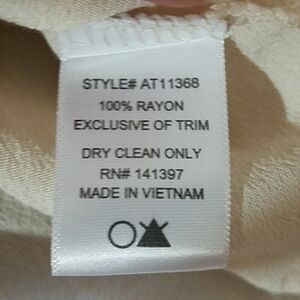 STYLE# AT11368
100% RAYON
EXCLUSIVE OF TRIM
DRY CLEAN ONLY
RN# 141397
MADE IN VIETNAM